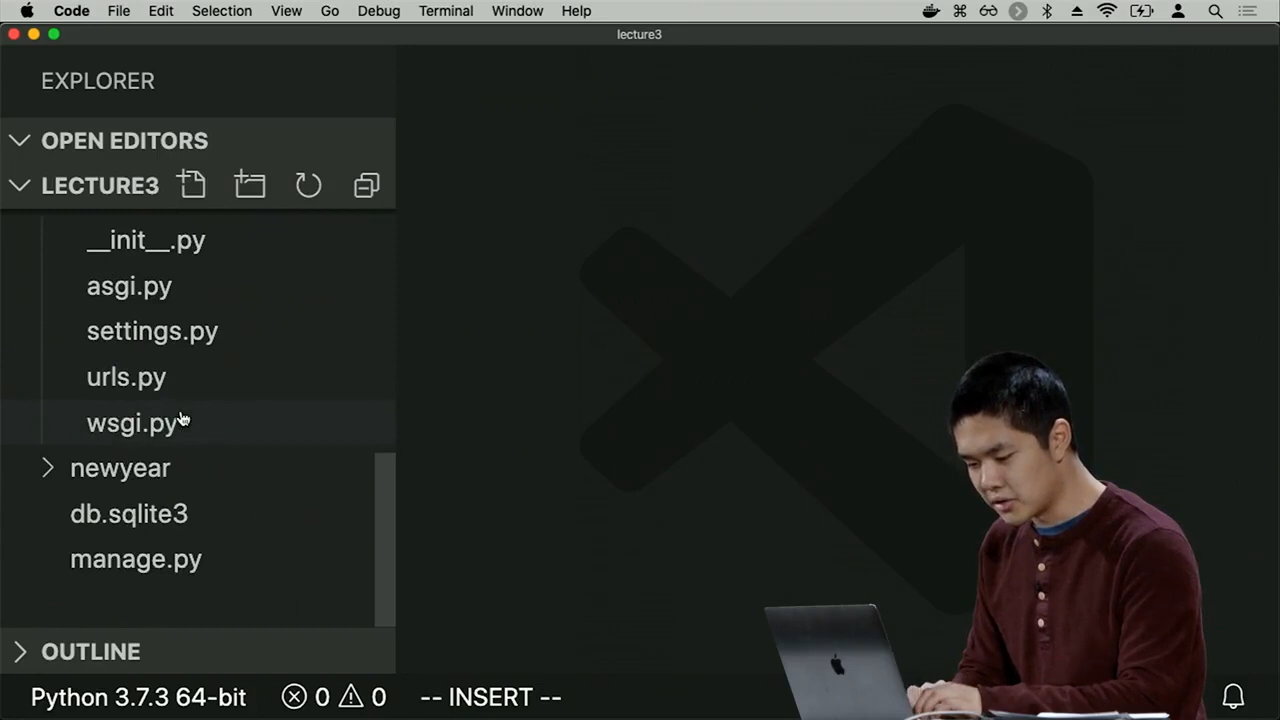 Code File Edit Selection View Go Debug Terminal Window Help
lecture3
EXPLORER
OPEN EDITORS
LECTURE3
__init__.py
asgi.py
settings.py
urls.py
wsgi.py
newyear
db.sqlite3
manage.py
OUTLINE
Python 3.7.3 64-bit 0 0 -- INSERT --